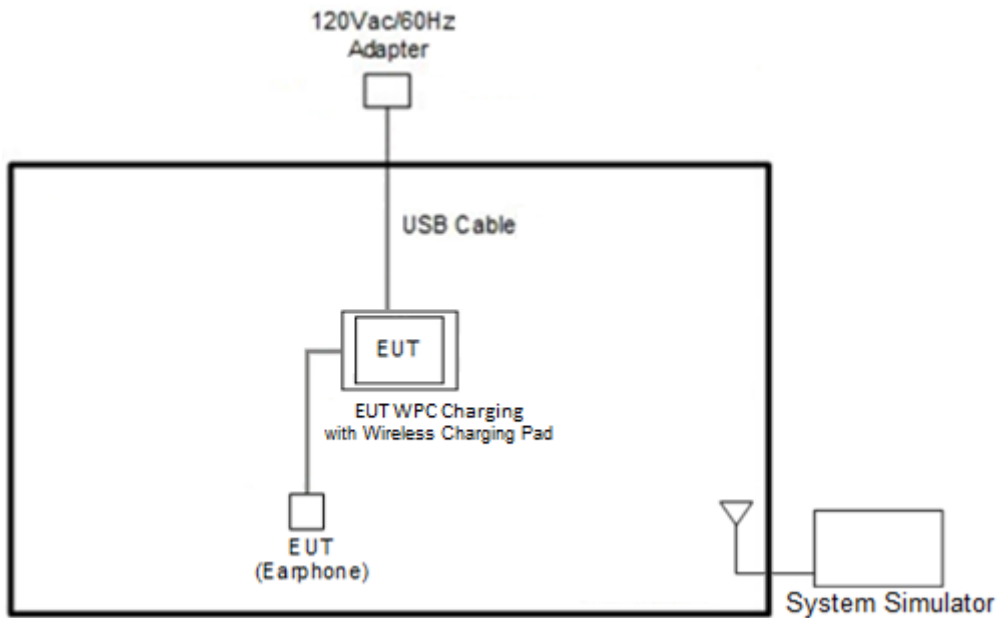 120Vac/60Hz
Adapter
USB Cable
EUT
EUT WPC Charging
with Wireless Charging Pad
EUT
(Earphone)
System Simulator